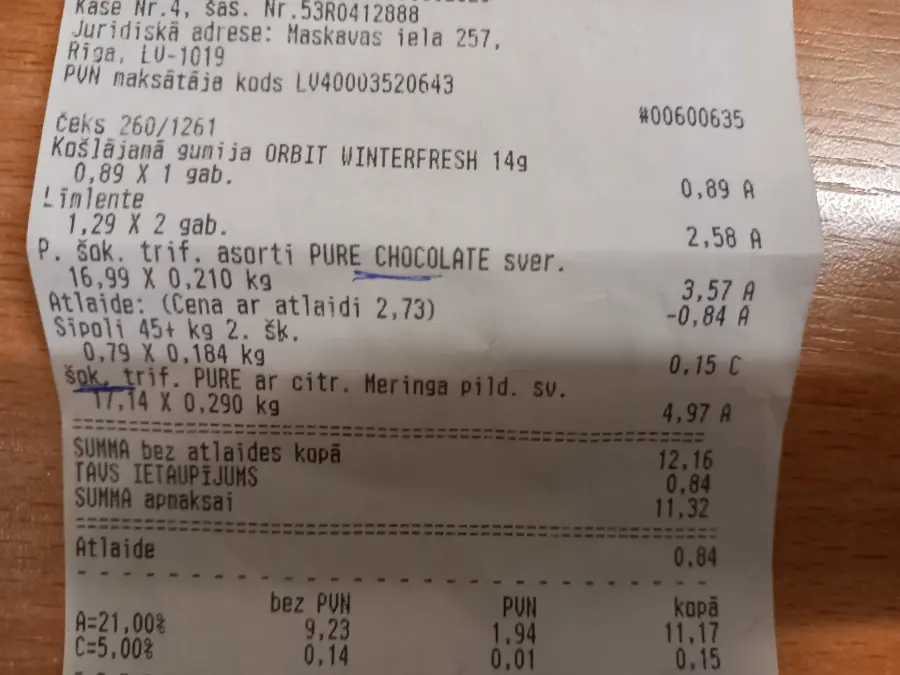 Kase Nr.4, šas. Nr.53R0412888
Juridiskā adrese: Maskavas iela 257,
Rīga, LV-1019
PVN maksātāja kods LV40003520643
čeks 260/1261 #00600635
Košļājamā gumija ORBIT WINTERFRESH 14g
0,89 X 1 gab. 0,89 A
Līmlente
1,29 X 2 gab. 2,58 A
P. šok. trif. asorti PURE CHOCOLATE sver.
16,99 X 0,210 kg 3,57 A
Atlaide: (Cena ar atlaidi 2,73) -0,84 A
Sīpoli 45+ kg 2. šķ.
0,79 X 0,184 kg 0,15 C
šok. trif. PURE ar citr. Meringa pild. sv.
17,14 X 0,290 kg 4,97 A
SUMMA bez atlaides kopā 12,16
TAVS IETAUPĪJUMS 0,84
SUMMA apmaksai 11,32
Atlaide 0,84
bez PVN PVN kopā
A=21,00% 9,23 1,94 11,17
C=5,00% 0,14 0,01 0,15